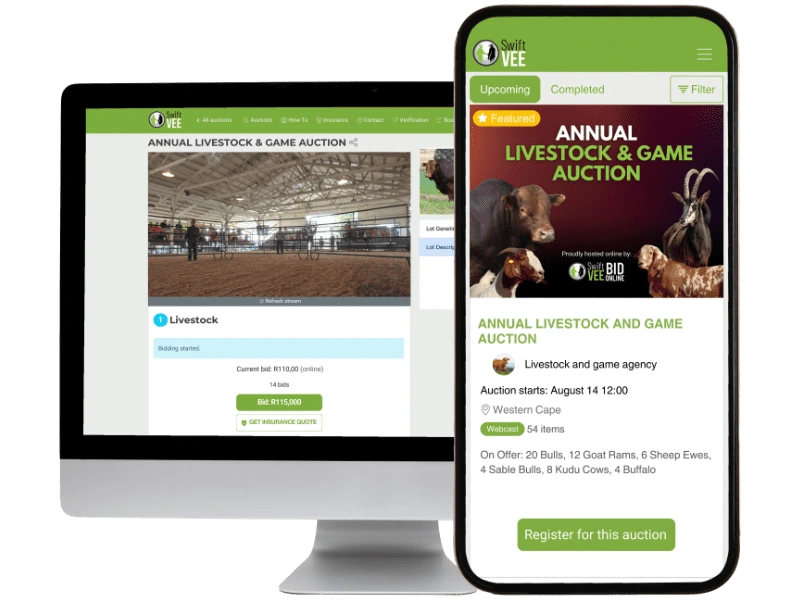 Swift
VEE
All auctions
Auctions
How To
Insurance
Contact
Verification
ANNUAL LIVESTOCK & GAME AUCTION
Refresh stream
Lot Geneti
Lot Descrip
1 Livestock
Bidding started.
Current bid: R110,00 (online)
14 bids
Bid: R115,000
GET INSURANCE QUOTE
Swift
VEE
Upcoming
Completed
Filter
Featured
ANNUAL
LIVESTOCK & GAME
AUCTION
Proudly hosted online by:
Swift
VEE BID
ONLINE
ANNUAL LIVESTOCK AND GAME
AUCTION
Livestock and game agency
Auction starts: August 14 12:00
Western Cape
Webcast 54 items
On Offer: 20 Bulls, 12 Goat Rams, 6 Sheep Ewes,
4 Sable Bulls, 8 Kudu Cows, 4 Buffalo
Register for this auction